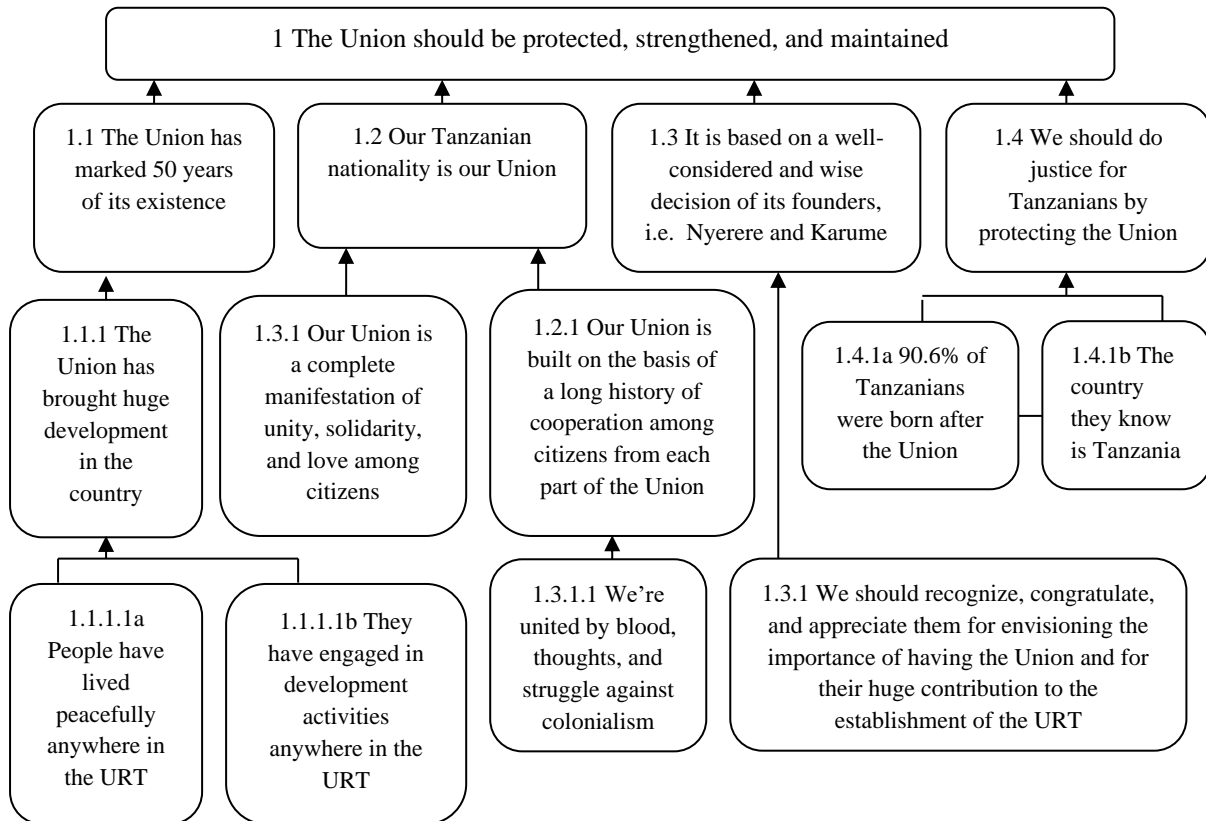 1 The Union should be protected, strengthened, and maintained
1.1 The Union has
marked 50 years
of its existence
1.2 Our Tanzanian
nationality is our Union
1.3 It is based on a well-
considered and wise
decision of its founders,
i.e. Nyerere and Karume
1.4 We should do
justice for
Tanzanians by
protecting the Union
1.1.1 The
Union has
brought huge
development
in the
country
1.3.1 Our Union is
a complete
manifestation of
unity, solidarity,
and love among
citizens
1.2.1 Our Union is
built on the basis of
a long history of
cooperation among
citizens from each
part of the Union
1.4.1a 90.6% of
Tanzanians
were born after
the Union
1.4.1b The
country
they know
is Tanzania
1.1.1.1a
People have
lived
peacefully
anywhere in
the URT
1.1.1.1b They
have engaged in
development
activities
anywhere in the
URT
1.3.1.1 We're
united by blood,
thoughts, and
struggle against
colonialism
1.3.1 We should recognize, congratulate,
and appreciate them for envisioning the
importance of having the Union and for
their huge contribution to the
establishment of the URT